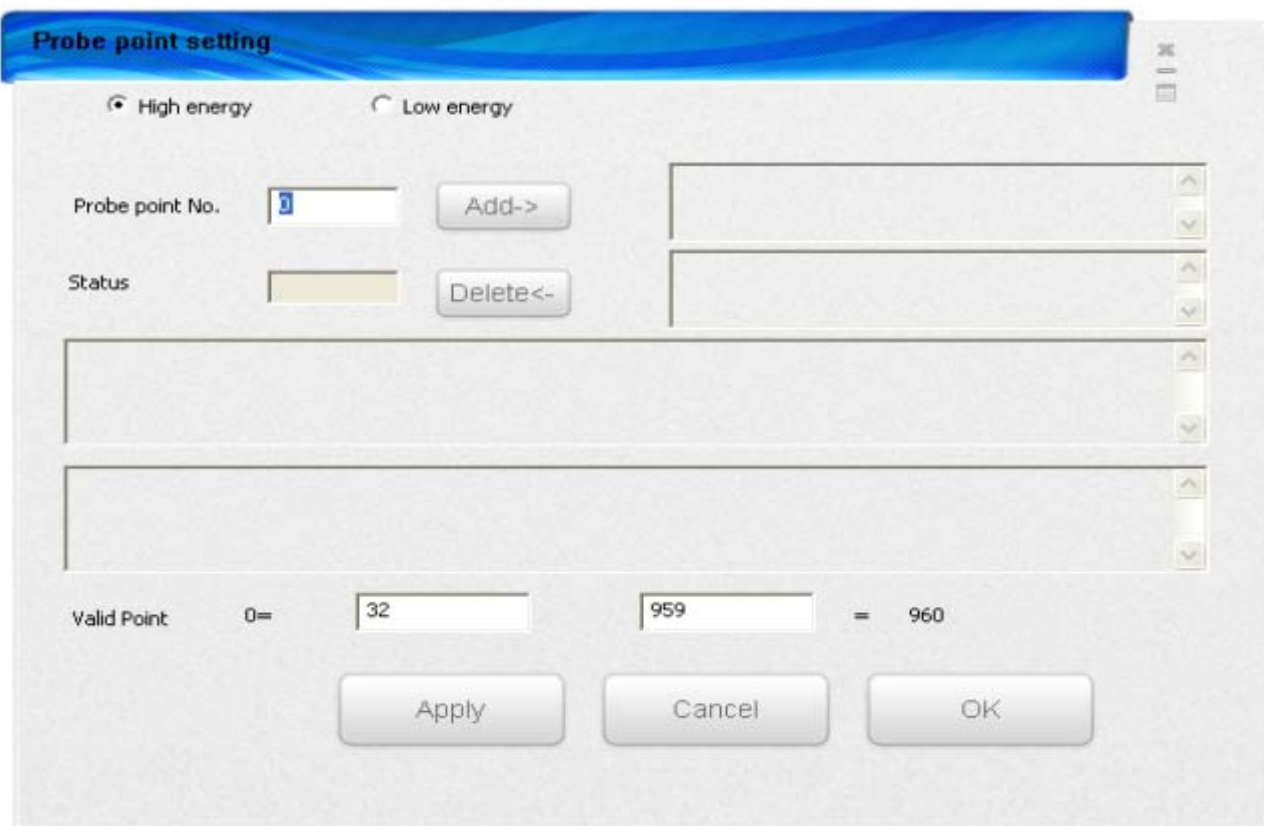 Probe point setting
High energy Low energy
Probe point No. 0 Add->
Status Delete<-
Valid Point 0= 32 959 = 960
Apply Cancel OK